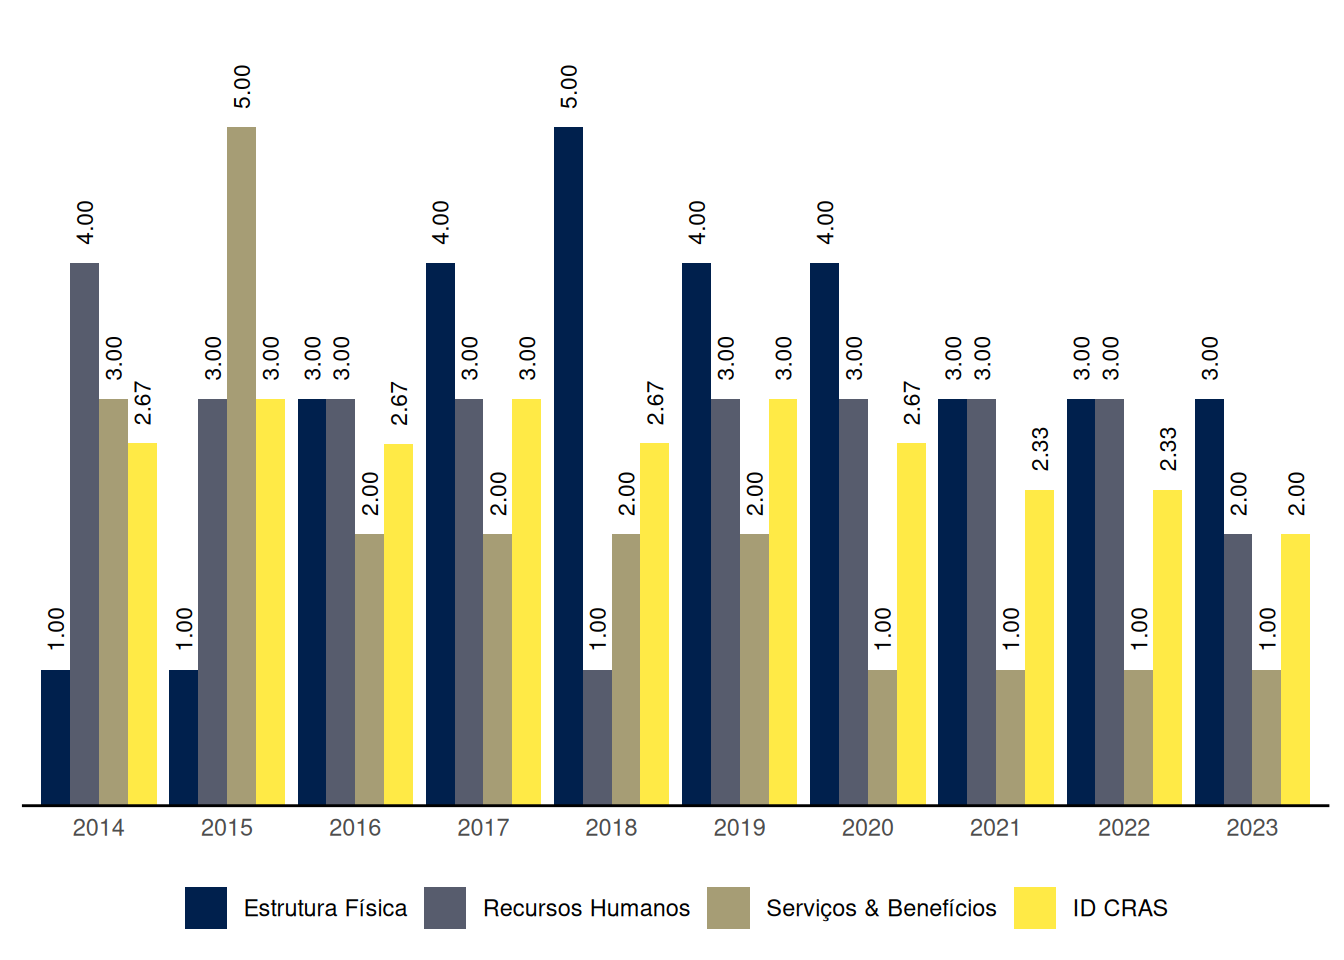 5.00 5.00
4.00 4.00 4.00 4.00
3.00 3.00 3.00 3.00 3.00 3.00 3.00 3.00 3.00 3.00 3.00 3.00 3.00 3.00 3.00
2.67 2.67 2.67 2.67
2.33 2.33
2.00 2.00 2.00 2.00 2.00 2.00
1.00 1.00 1.00 1.00 1.00 1.00 1.00
2014 2015 2016 2017 2018 2019 2020 2021 2022 2023
Estrutura Física Recursos Humanos Serviços & Benefícios ID CRAS